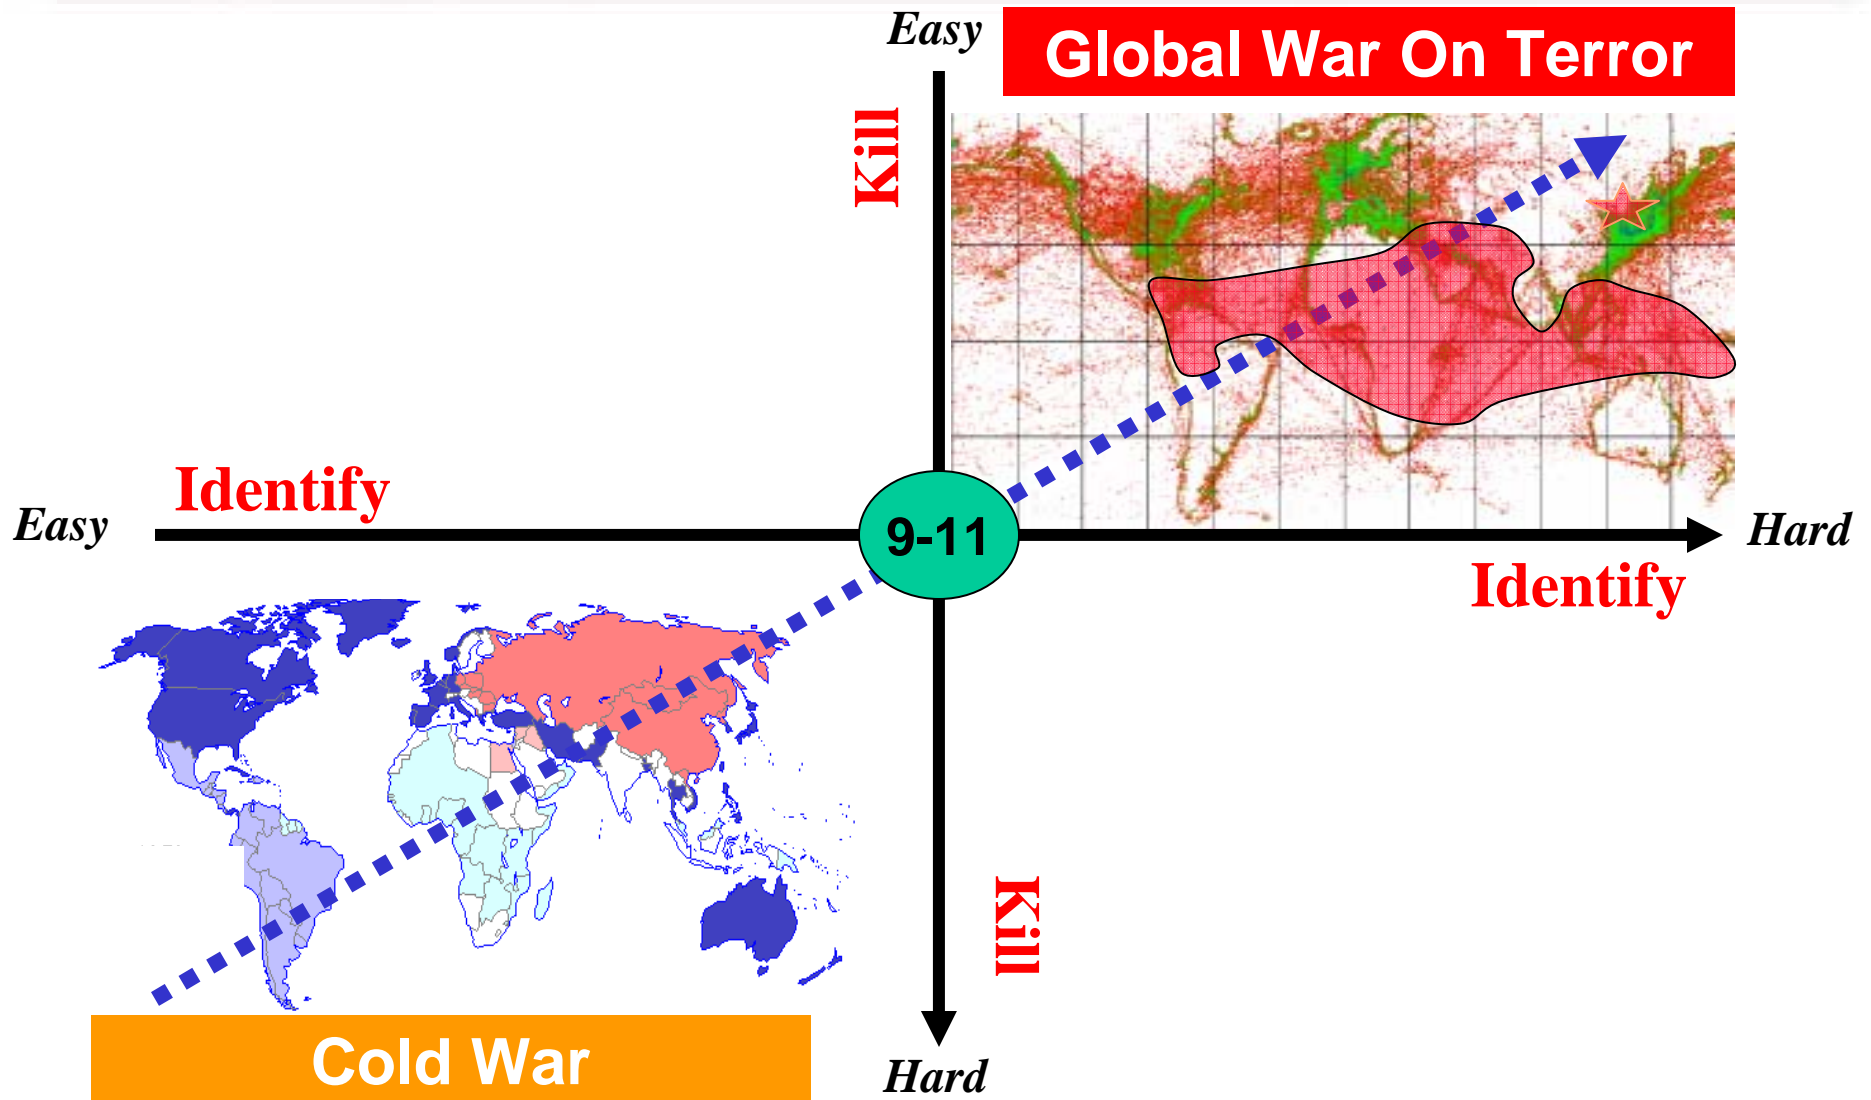 Easy
Global War On Terror
Kill
Identify
Easy
9-11
Hard
Identify
Kill
Cold War
Hard